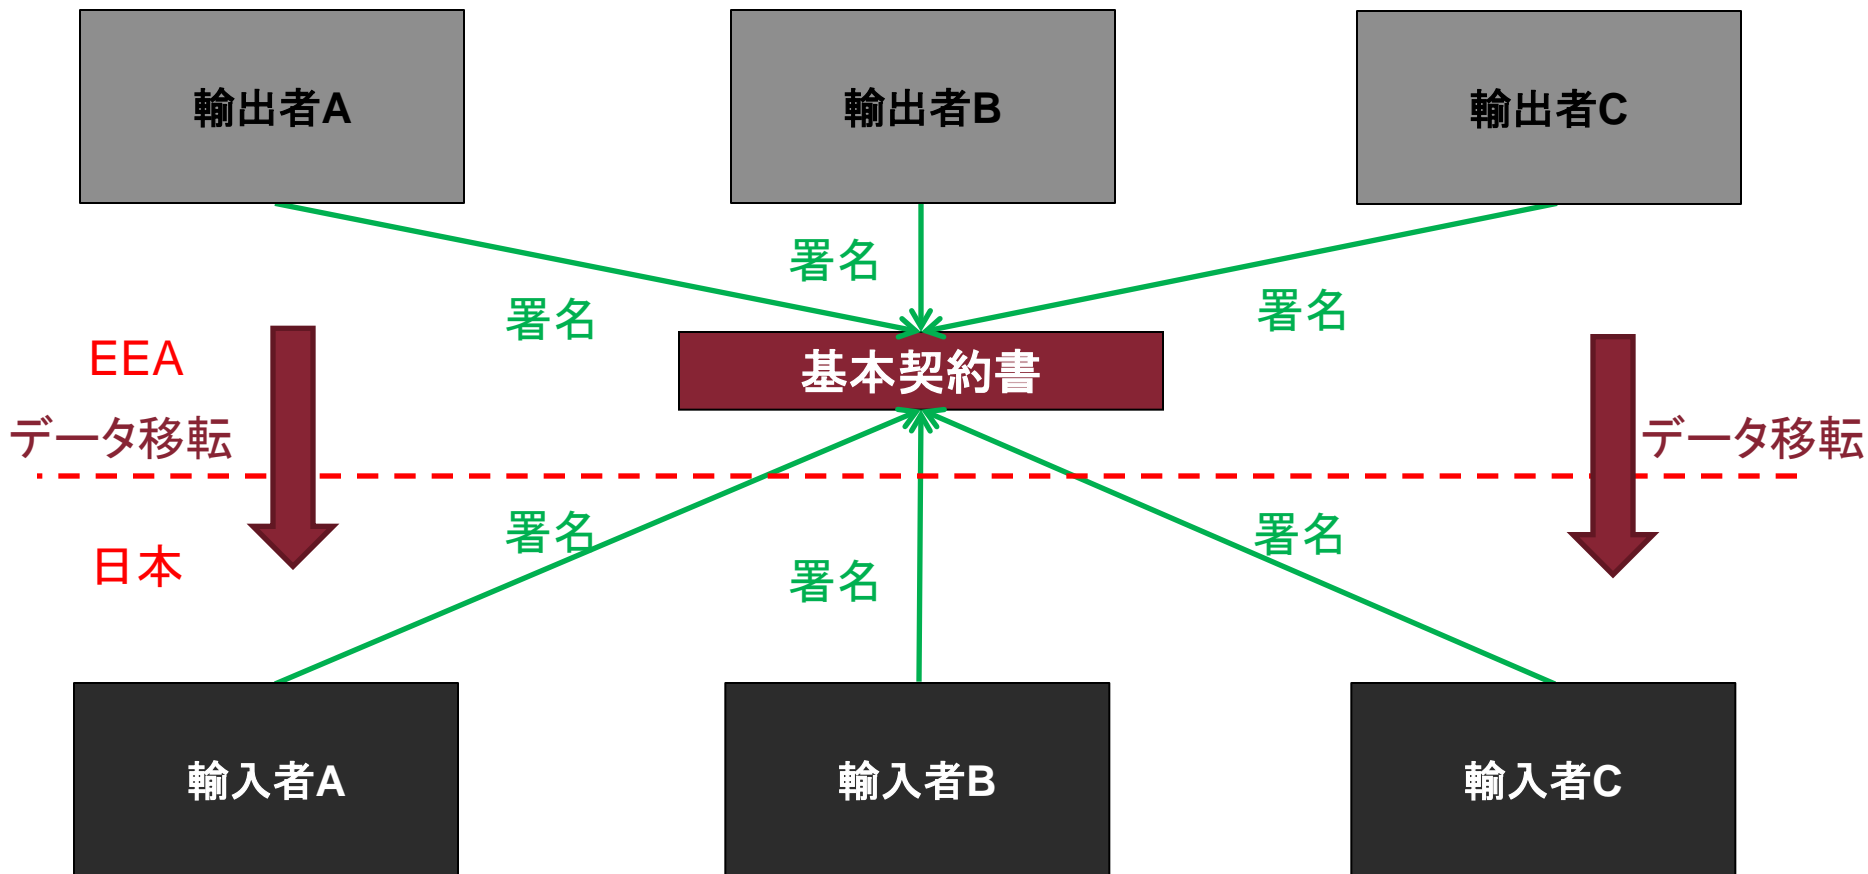 輸出者A
輸出者B
輸出者C
署名
署名
署名
EEA
基本契約書
データ移転
データ移転
署名
署名
署名
日本
輸入者A
輸入者B
輸入者C